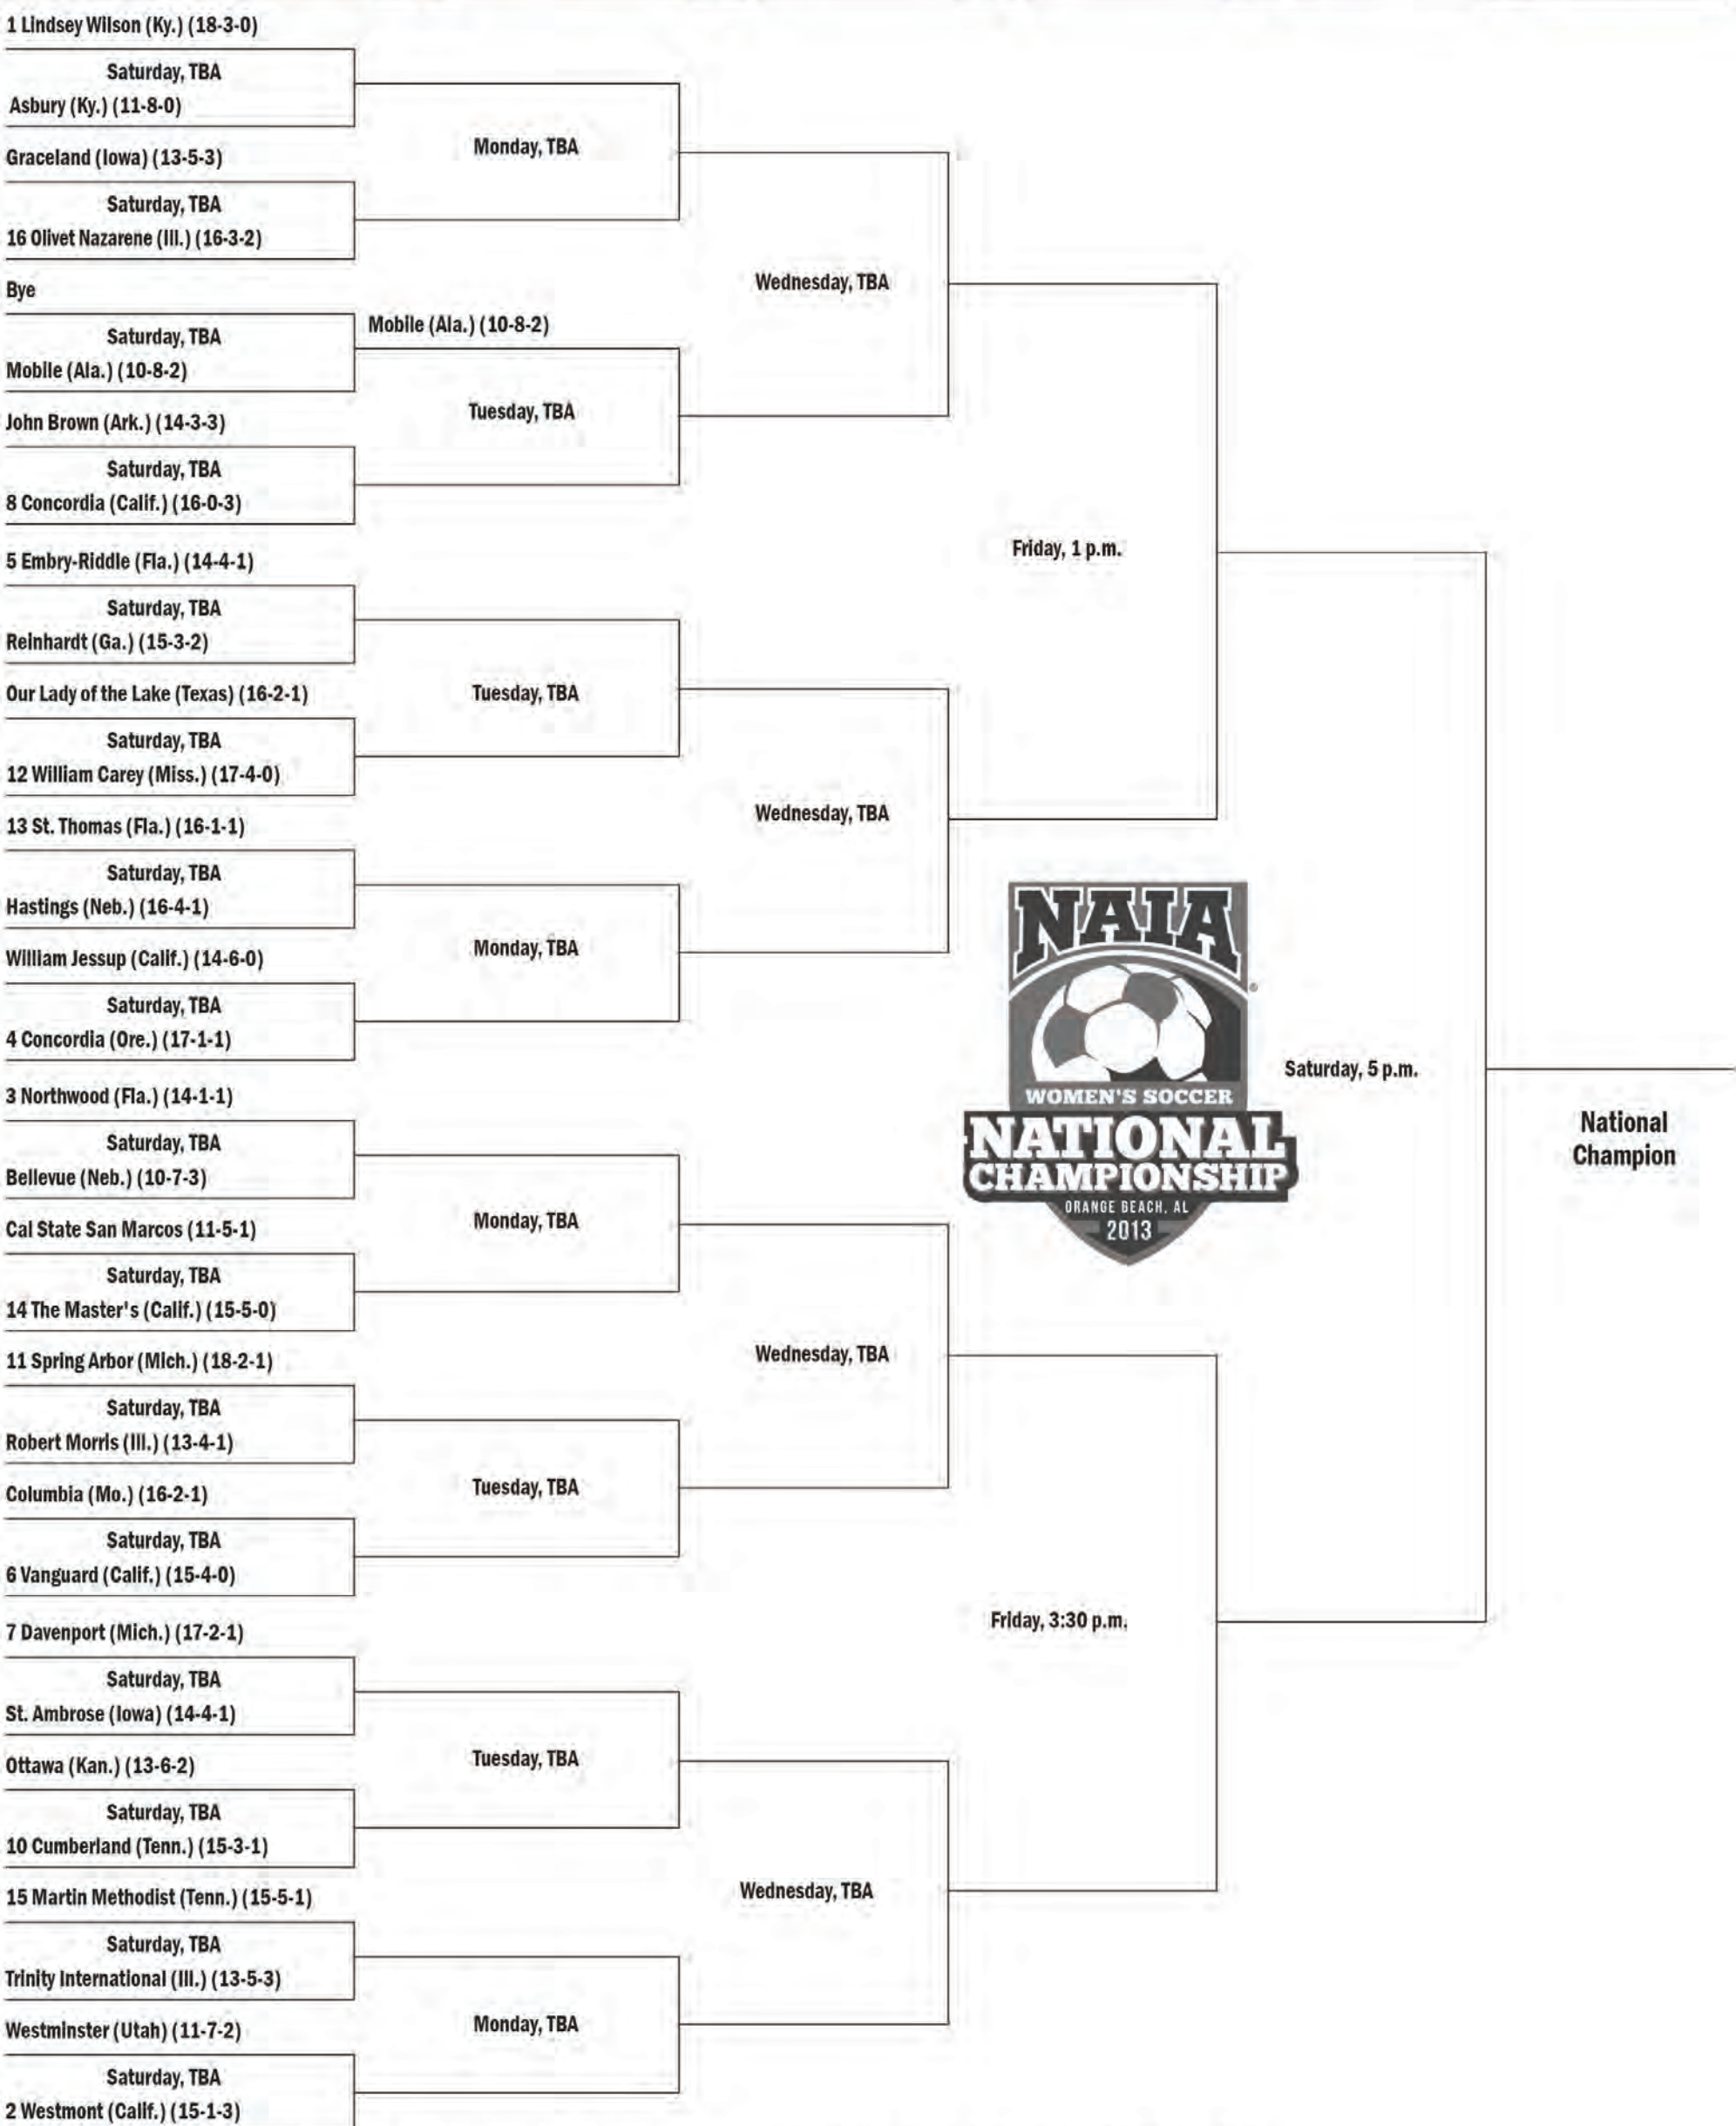 1 Lindsey Wilson (Ky.) (18-3-0)
Saturday, TBA
Asbury (Ky.) (11-8-0)
Monday, TBA
Graceland (Iowa) (13-5-3)
Saturday, TBA
16 Olivet Nazarene (Ill.) (16-3-2)
Wednesday, TBA
Bye
Saturday, TBA
Mobile (Ala.) (10-8-2)
Mobile (Ala.) (10-8-2)
Tuesday, TBA
John Brown (Ark.) (14-3-3)
Saturday, TBA
8 Concordia (Calif.) (16-0-3)
Friday, 1 p.m.
5 Embry-Riddle (Fla.) (14-4-1)
Saturday, TBA
Reinhardt (Ga.) (15-3-2)
Tuesday, TBA
Our Lady of the Lake (Texas) (16-2-1)
Saturday, TBA
12 William Carey (Miss.) (17-4-0)
Wednesday, TBA
13 St. Thomas (Fla.) (16-1-1)
Saturday, TBA
Hastings (Neb.) (16-4-1)
Monday, TBA
William Jessup (Calif.) (14-6-0)
Saturday, TBA
4 Concordia (Ore.) (17-1-1)
NAIA
®
WOMEN'S SOCCER
NATIONAL
CHAMPIONSHIP
ORANGE BEACH, AL
2013
Saturday, 5 p.m.
National
Champion
3 Northwood (Fla.) (14-1-1)
Saturday, TBA
Bellevue (Neb.) (10-7-3)
Monday, TBA
Cal State San Marcos (11-5-1)
Saturday, TBA
14 The Master's (Calif.) (15-5-0)
Wednesday, TBA
11 Spring Arbor (Mich.) (18-2-1)
Saturday, TBA
Robert Morris (Ill.) (13-4-1)
Tuesday, TBA
Columbia (Mo.) (16-2-1)
Saturday, TBA
6 Vanguard (Calif.) (15-4-0)
Friday, 3:30 p.m.
7 Davenport (Mich.) (17-2-1)
Saturday, TBA
St. Ambrose (Iowa) (14-4-1)
Tuesday, TBA
Ottawa (Kan.) (13-6-2)
Saturday, TBA
10 Cumberland (Tenn.) (15-3-1)
Wednesday, TBA
15 Martin Methodist (Tenn.) (15-5-1)
Saturday, TBA
Trinity International (Ill.) (13-5-3)
Monday, TBA
Westminster (Utah) (11-7-2)
Saturday, TBA
2 Westmont (Calif.) (15-1-3)